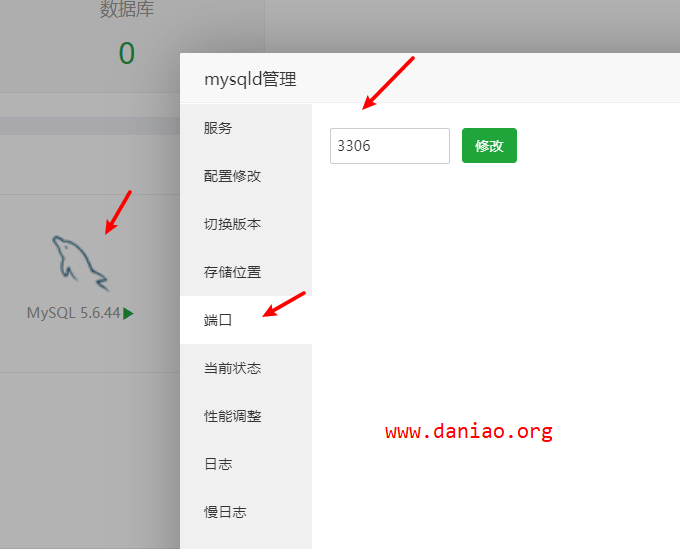 数据库
0
mysqld管理
服务
3306
修改
配置修改
切换版本
存储位置
MySQL 5.6.44
端口
当前状态
性能调整
www.daniao.org
日志
慢日志